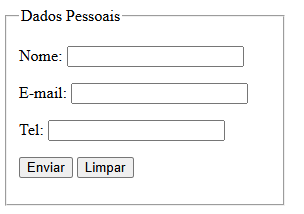 Dados Pessoais
Nome:
E-mail:
Tel:
Enviar Limpar